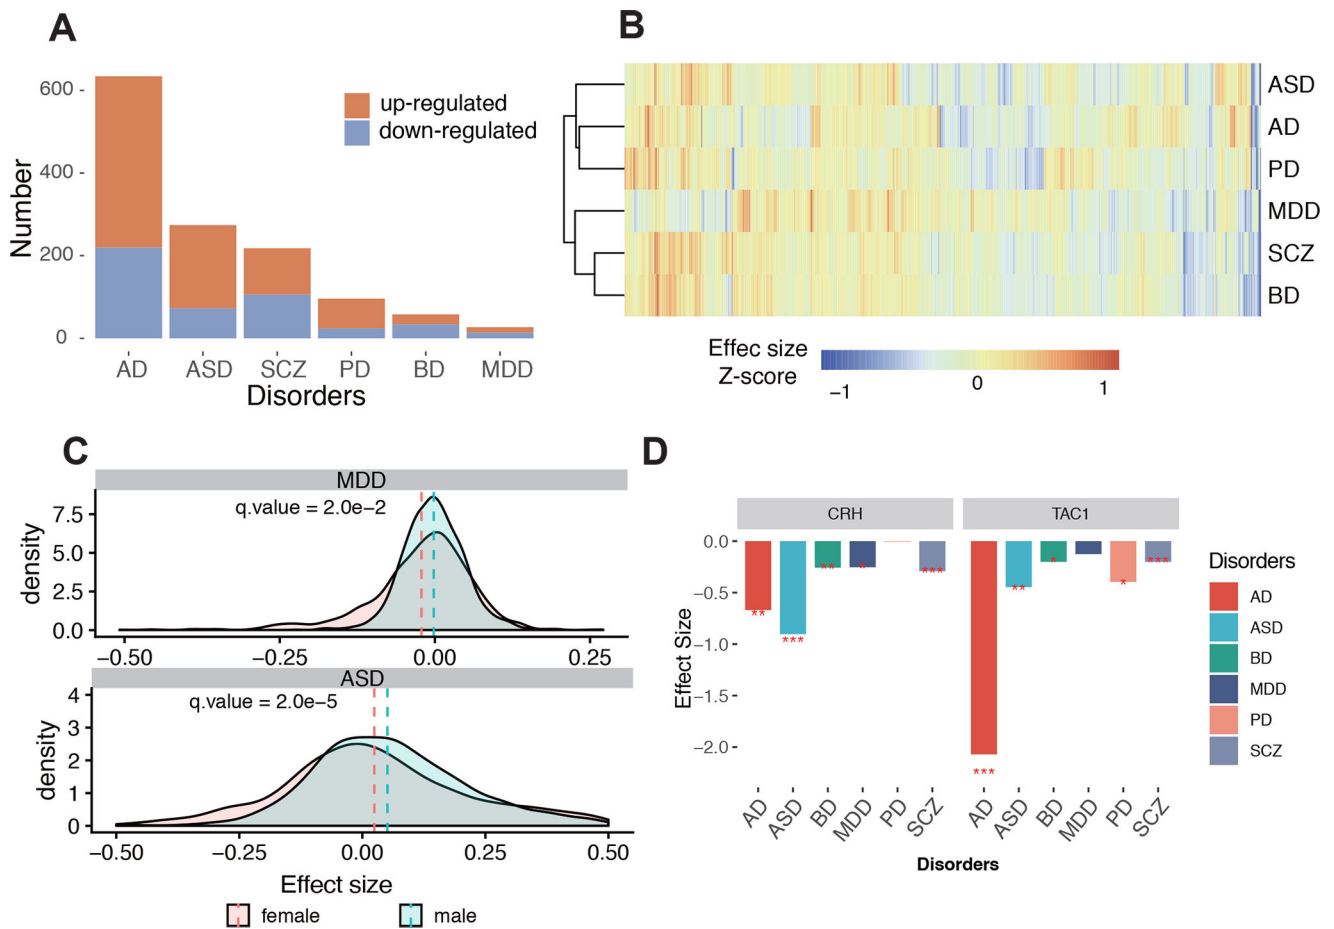 A
600 -
400 -
200 -
0 -
Number
up-regulated
down-regulated
AD ASD SCZ PD BD MDD
Disorders
B
ASD
AD
PD
MDD
SCZ
BD
Effec size
Z-score
−1 0 1
C
MDD
q.value = 2.0e−2
7.5
5.0
2.5
0.0
density
−0.50 −0.25 0.00 0.25
ASD
q.value = 2.0e−5
4
3
2
1
0
density
−0.50 −0.25 0.00 0.25 0.50
Effect size
female male
D
CRH TAC1
0.0
−0.5
−1.0
−1.5
−2.0
Effect Size
** *** ** * ***
*** ** * * ***
AD ASD BD MDD PD SCZ AD ASD BD MDD PD SCZ
Disorders
Disorders
AD
ASD
BD
MDD
PD
SCZ